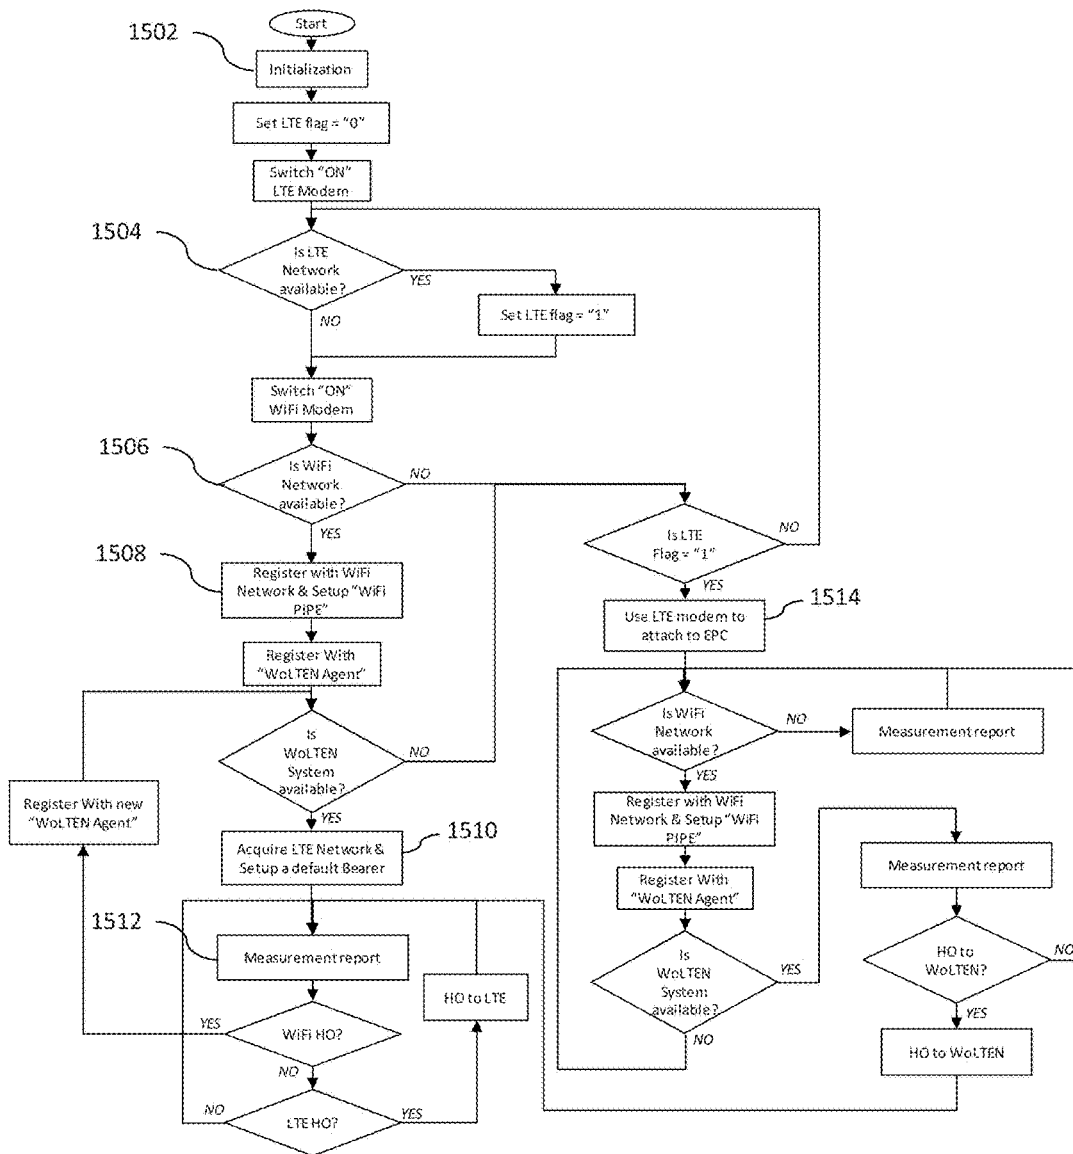 Start
1502
Initialization
Set LTE flag = "0"
Switch "ON"
LTE Modem
1504
Is LTE
Network
available?
YES
NO
Set LTE flag = "1"
Switch "ON"
WiFi Modem
1506
Is WiFi
Network
available?
NO
YES
Is LTE
Flag = "1"
NO
YES
1508
Register with WiFi
Network & Setup "WiFi
PIPE"
1514
Use LTE modem to
attach to EPC
Register With
"WoLTEN Agent"
Is
WoLTEN
System
available?
NO
YES
Is WiFi
Network
available?
NO
YES
Measurement report
Register With new
"WoLTEN Agent"
1510
Acquire LTE Network &
Setup a default Bearer
Register with WiFi
Network & Setup "WiFi
PIPE"
Register With
"WoLTEN Agent"
Measurement report
1512
Measurement report
HO to LTE
Is
WoLTEN
System
available?
YES
NO
HO to
WoLTEN?
NO
YES
HO to WoLTEN
WiFi HO?
YES
NO
LTE HO?
NO
YES